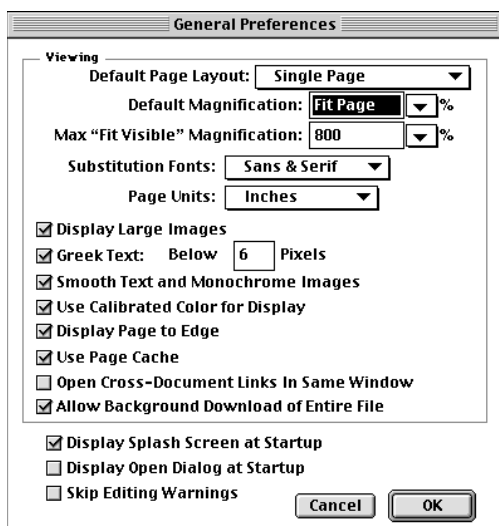 General Preferences
Viewing
Default Page Layout: Single Page
Default Magnification: Fit Page %
Max “Fit Visible” Magnification: 800 %
Substitution Fonts: Sans & Serif
Page Units: Inches
Display Large Images
Greek Text: Below 6 Pixels
Smooth Text and Monochrome Images
Use Calibrated Color for Display
Display Page to Edge
Use Page Cache
Open Cross-Document Links In Same Window
Allow Background Download of Entire File
Display Splash Screen at Startup
Display Open Dialog at Startup
Skip Editing Warnings
Cancel OK